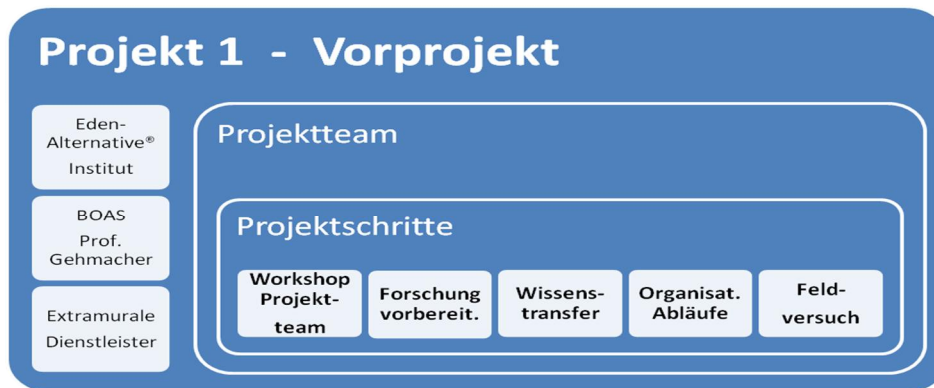 Projekt 1 - Vorprojekt
Eden-
Alternative®
Institut
BOAS
Prof.
Gehmacher
Extramurale
Dienstleister
Projektteam
Projektschritte
Workshop
Projekt-
team
Forschung
vorbereit.
Wissens-
transfer
Organisat.
Abläufe
Feld-
versuch